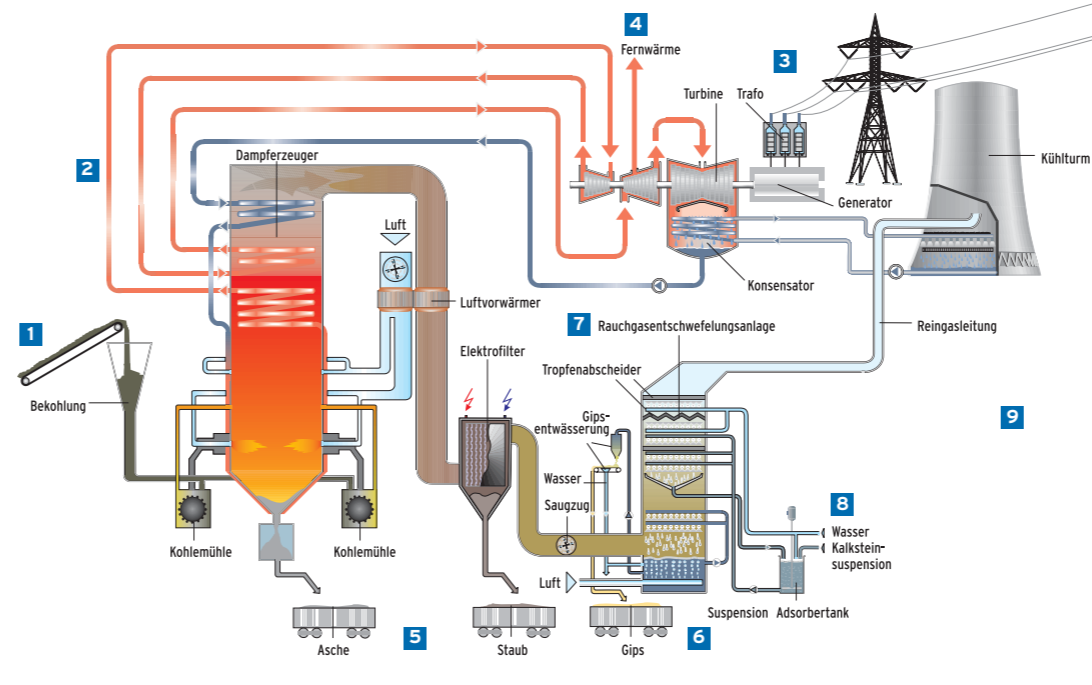 4
Fernwärme
3
Turbine
Trafo
Kühlturm
2
Dampferzeuger
Generator
Luft
Konsensator
Luftvorwärmer
1
7
Rauchgasentschwefelungsanlage
Reingasleitung
Elektrofilter
Tropfenabscheider
Bekohlung
Gips-
entwässerung
9
Wasser
8
Saugzug
Wasser
Kohlemühle
Kohlemühle
Kalkstein-
suspension
Luft
Suspension
Adsorbertank
5
6
Asche
Staub
Gips